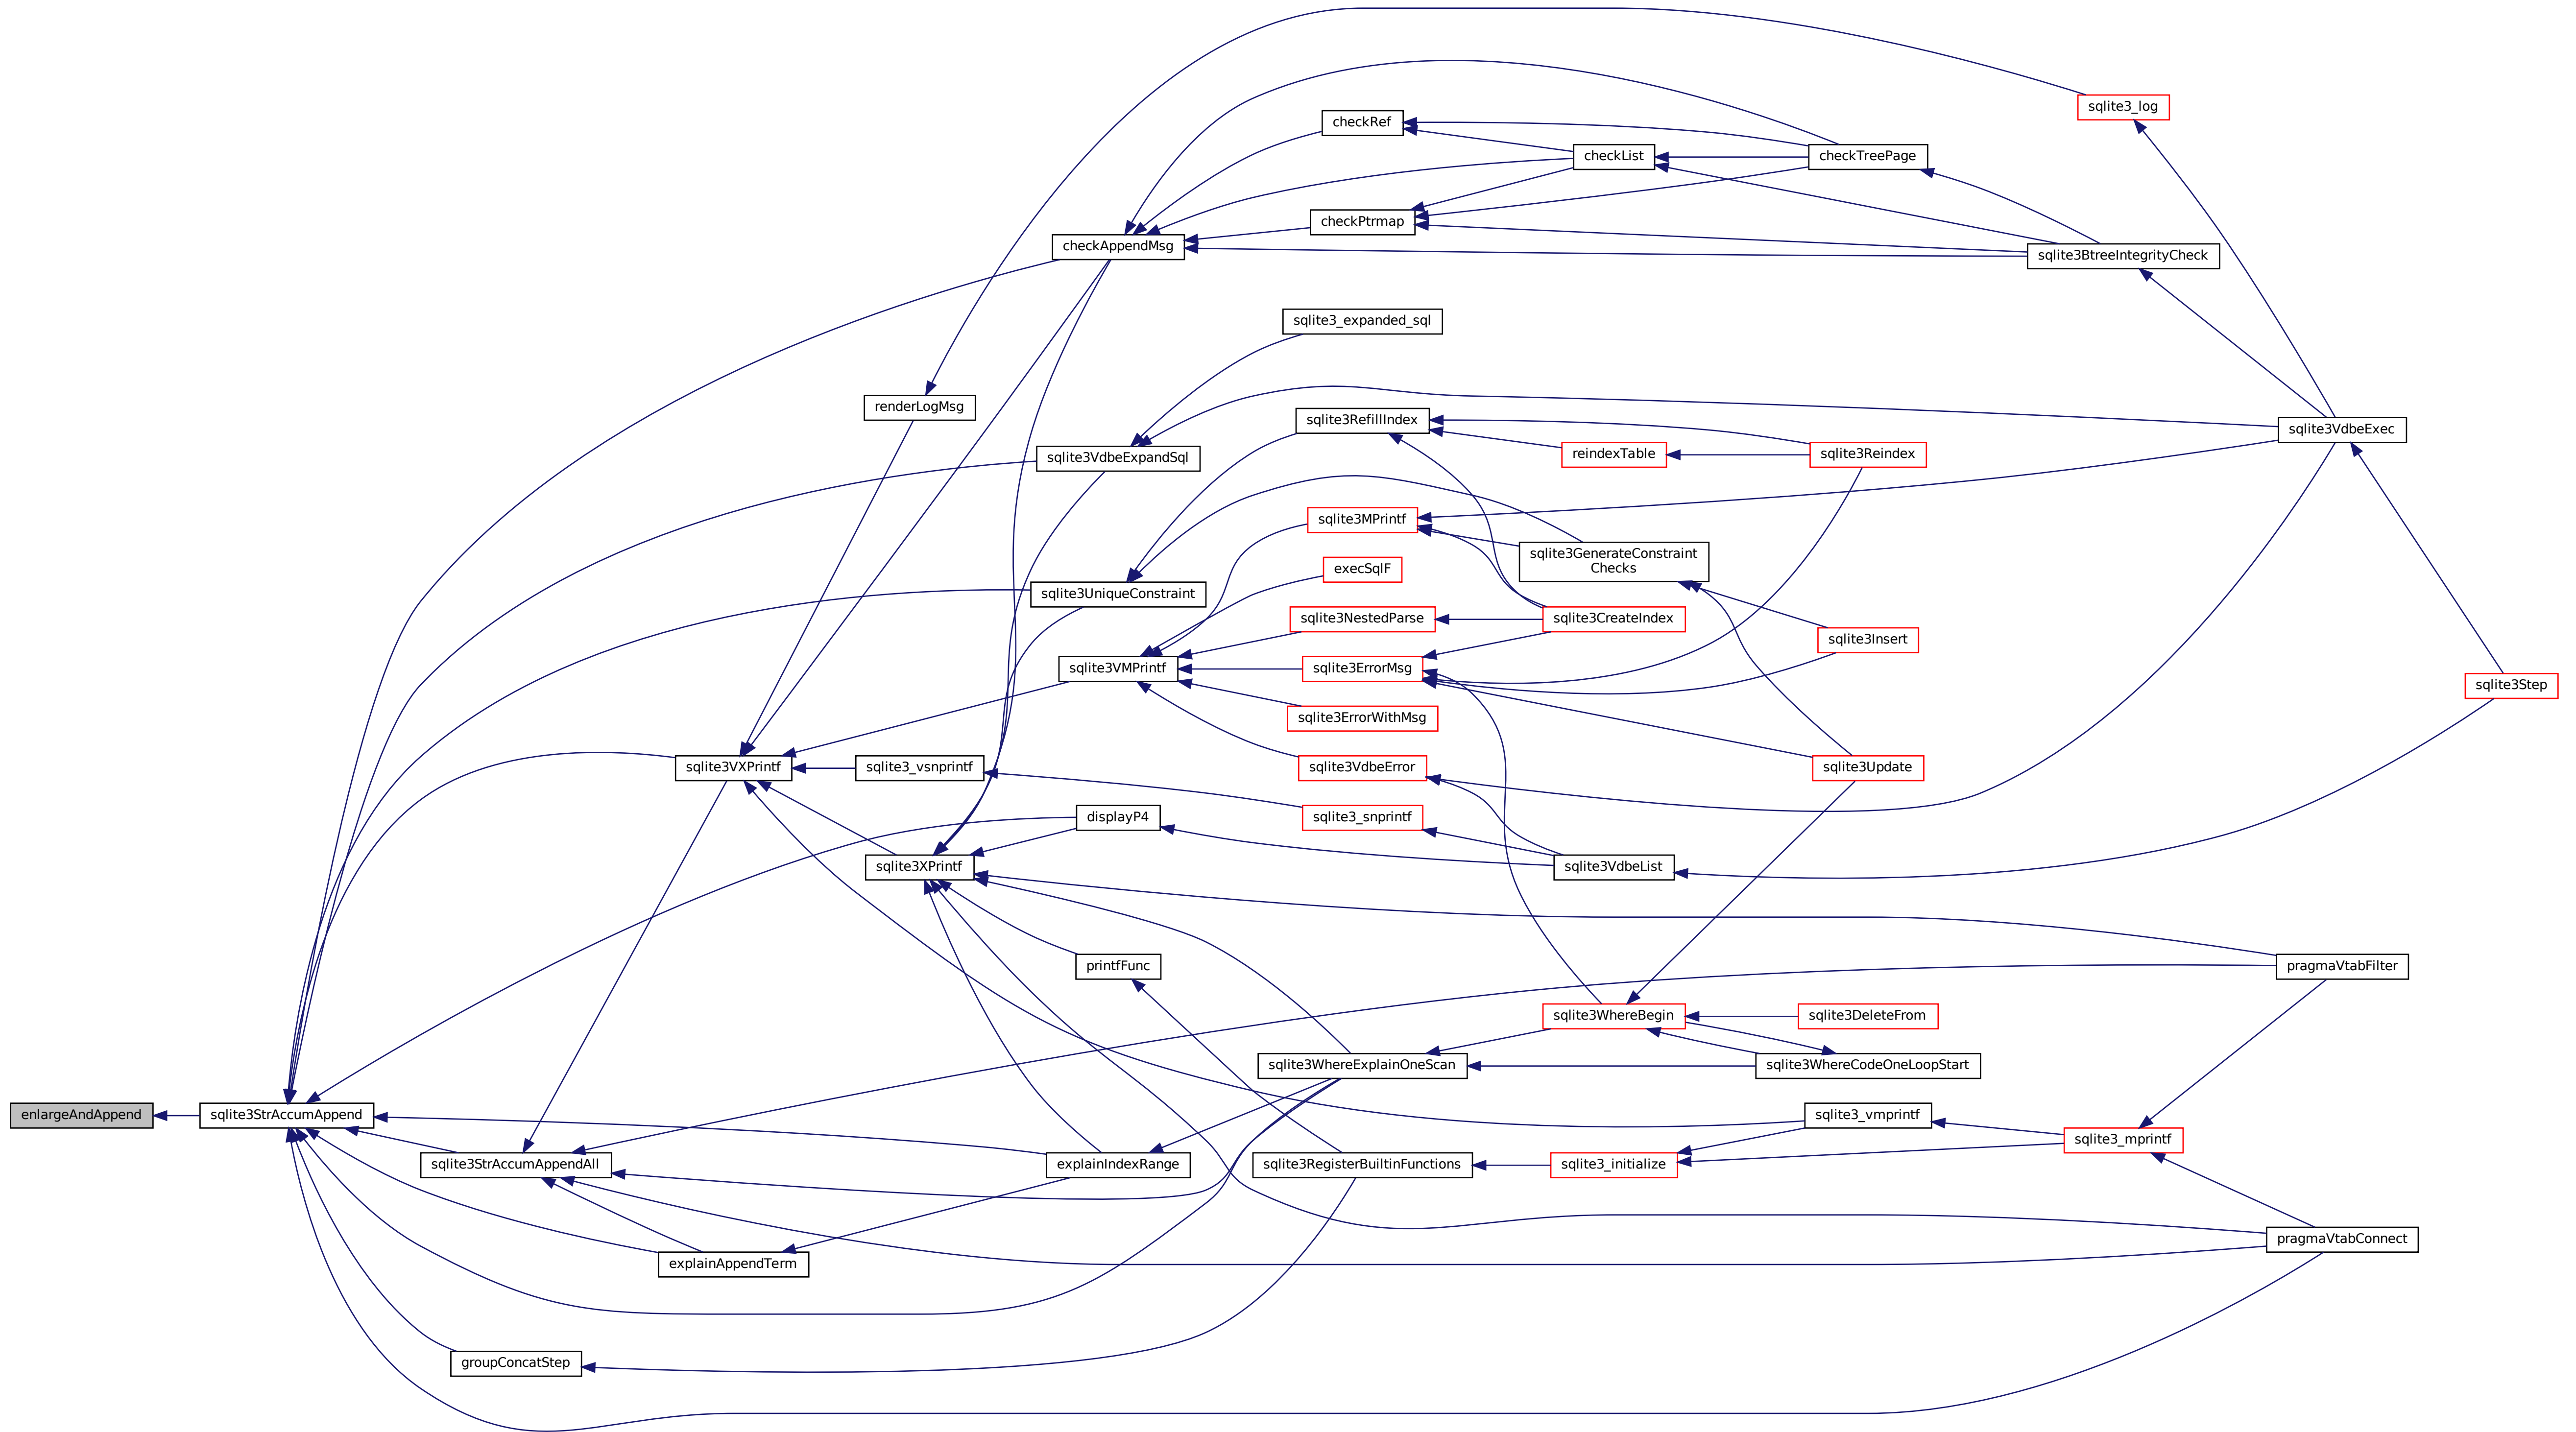 sqlite3_log
checkRef
checkList
checkTreePage
checkPtrmap
checkAppendMsg
sqlite3BtreeIntegrityCheck
sqlite3_expanded_sql
renderLogMsg
sqlite3RefillIndex
sqlite3VdbeExec
sqlite3VdbeExpandSql
reindexTable
sqlite3Reindex
sqlite3MPrintf
sqlite3GenerateConstraint
Checks
execSqlF
sqlite3UniqueConstraint
sqlite3NestedParse
sqlite3CreateIndex
sqlite3Insert
sqlite3VMPrintf
sqlite3ErrorMsg
sqlite3Step
sqlite3ErrorWithMsg
sqlite3VXPrintf
sqlite3_vsnprintf
sqlite3VdbeError
sqlite3Update
displayP4
sqlite3_snprintf
sqlite3XPrintf
sqlite3VdbeList
printfFunc
pragmaVtabFilter
sqlite3WhereBegin
sqlite3DeleteFrom
sqlite3WhereExplainOneScan
sqlite3WhereCodeOneLoopStart
enlargeAndAppend
sqlite3StrAccumAppend
sqlite3_vmprintf
sqlite3_mprintf
sqlite3StrAccumAppendAll
explainIndexRange
sqlite3RegisterBuiltinFunctions
sqlite3_initialize
pragmaVtabConnect
explainAppendTerm
groupConcatStep